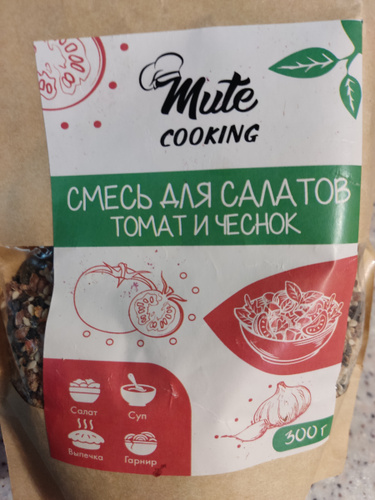 Mute
COOKING
СМЕСЬ ДЛЯ САЛАТОВ
ТОМАТ И ЧЕСНОК
Салат
Суп
Выпечка
Гарнир
300 г